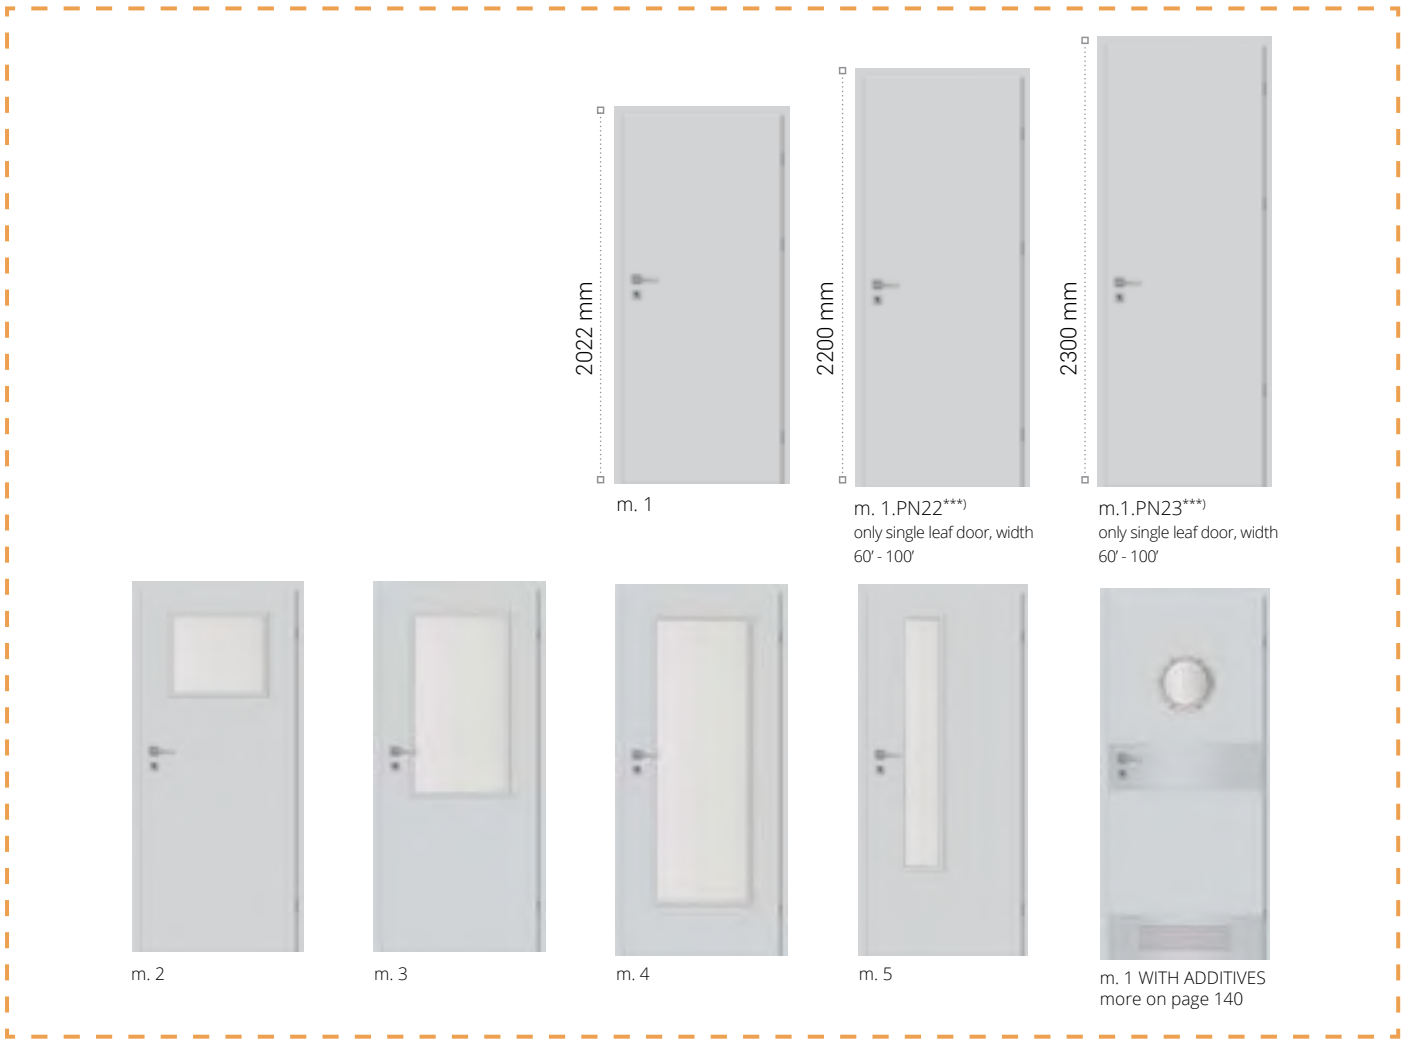 2022 mm
2200 mm
2300 mm
m. 1
m. 1.PN22***)
only single leaf door, width
60' - 100'
m.1.PN23***)
only single leaf door, width
60' - 100'
m. 2
m. 3
m. 4
m. 5
m. 1 WITH ADDITIVES
more on page 140